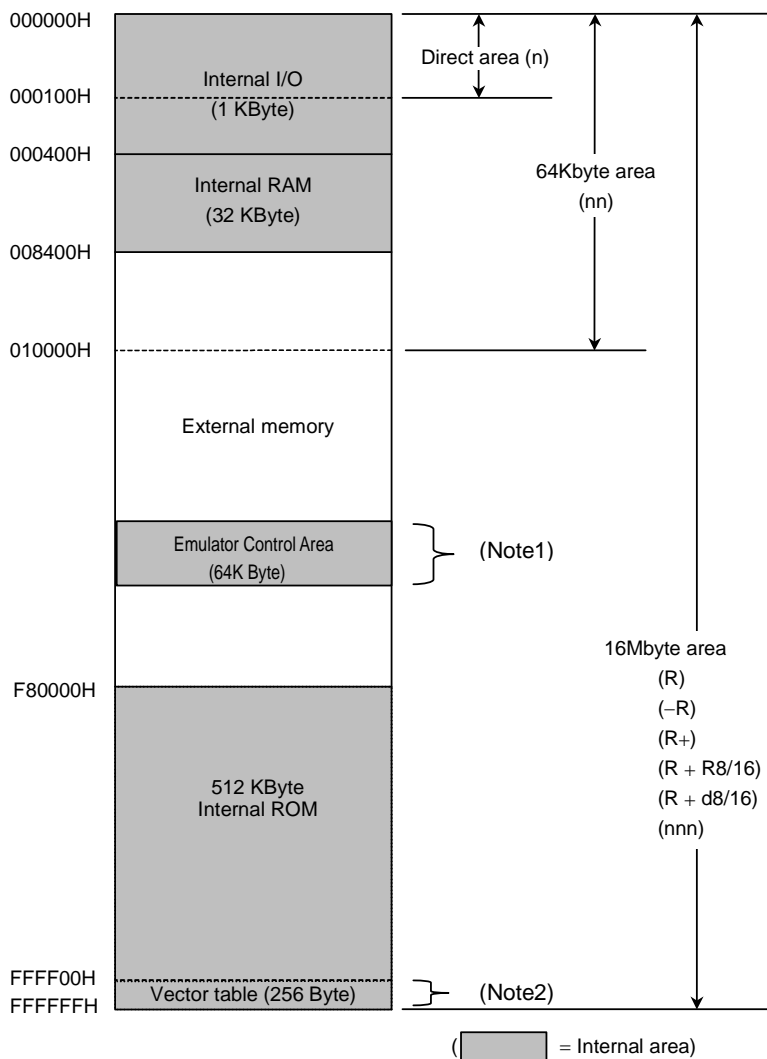 000000H
Internal I/O
(1 KByte)
Direct area (n)
000100H
000400H
Internal RAM
(32 KByte)
64Kbyte area
(nn)
008400H
010000H
External memory
Emulator Control Area
(64K Byte)
(Note1)
16Mbyte area
(R)
(−R)
(R+)
(R + R8/16)
(R + d8/16)
(nnn)
F80000H
512 KByte
Internal ROM
FFFF00H
Vector table (256 Byte)
(Note2)
FFFFFFH
( = Internal area)